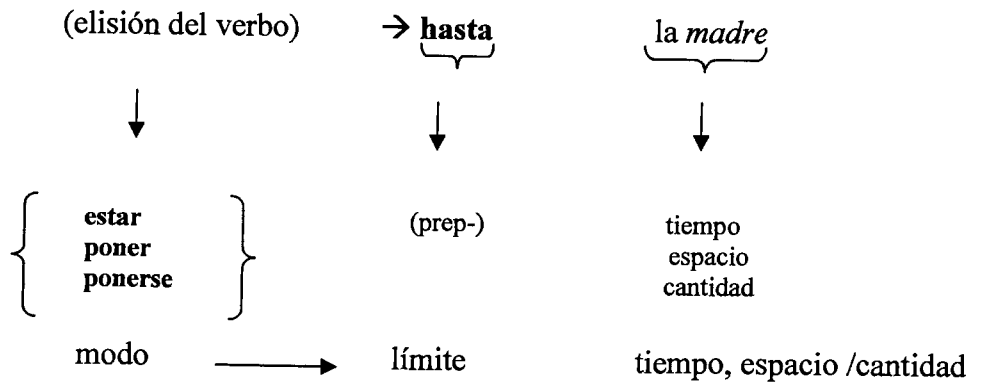 (elisión del verbo) → hasta la madre
estar
poner
ponerse
(prep-)
tiempo
espacio
cantidad
modo → límite tiempo, espacio /cantidad